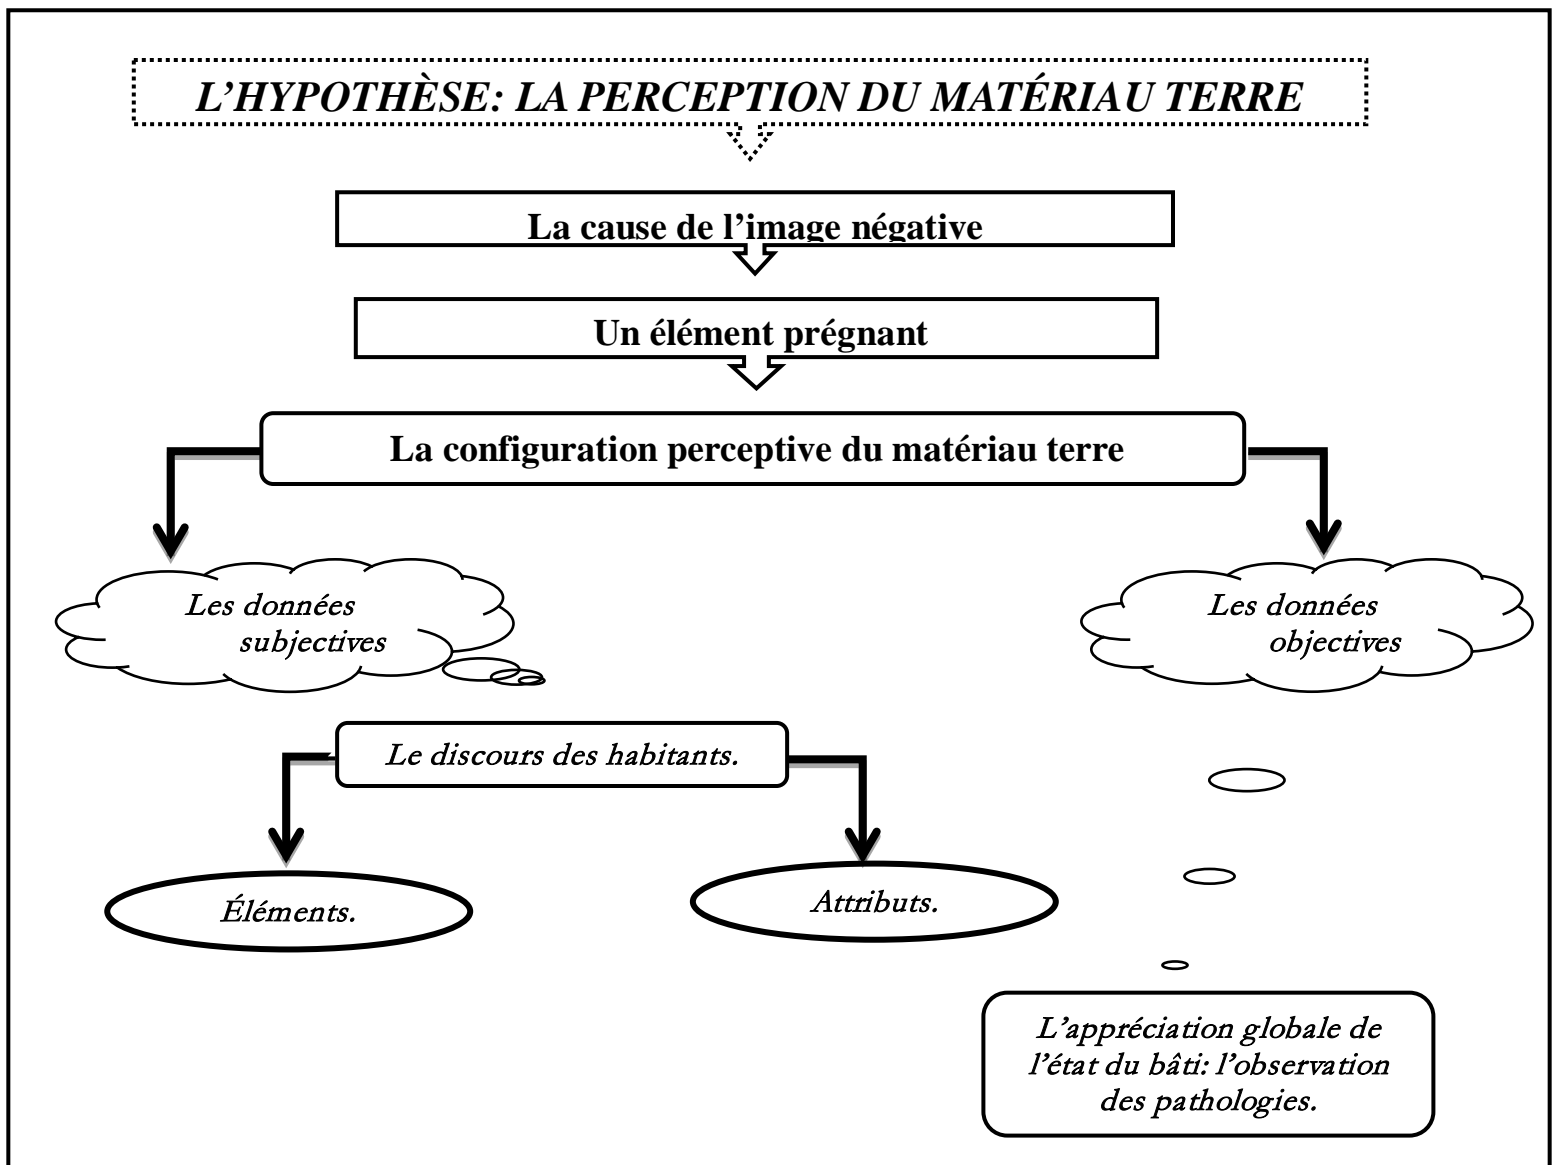 L’HYPOTHÈSE: LA PERCEPTION DU MATÉRIAU TERRE
La cause de l’image négative
Un élément prégnant
La configuration perceptive du matériau terre
Les données
subjectives
Les données
objectives
Le discours des habitants.
Éléments.
Attributs.
L’appréciation globale de
l’état du bâti: l’observation
des pathologies.